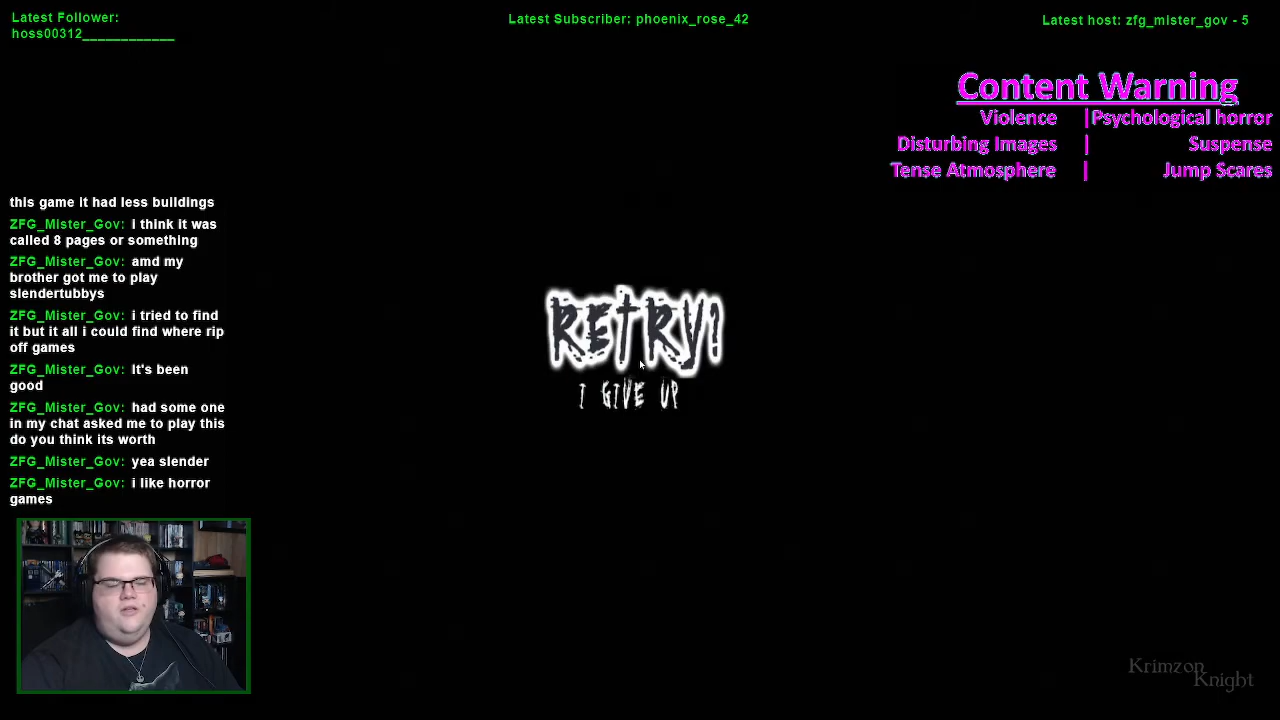 Latest Follower:
hoss00312____________
Latest Subscriber: phoenix_rose_42
Latest host: zfg_mister_gov - 5
Content Warning
Violence | Psychological horror
Disturbing Images | Suspense
Tense Atmosphere | Jump Scares
this game it had less buildings
ZFG_Mister_Gov: i think it was
called 8 pages or something
ZFG_Mister_Gov: amd my
brother got me to play
slendertubbys
ZFG_Mister_Gov: i tried to find
it but it all i could find where rip
off games
ZFG_Mister_Gov: It's been
good
ZFG_Mister_Gov: had some one
in my chat asked me to play this
do you think its worth
ZFG_Mister_Gov: yea slender
ZFG_Mister_Gov: i like horror
games
RETRY?
I GIVE UP
Krimzon
Knight